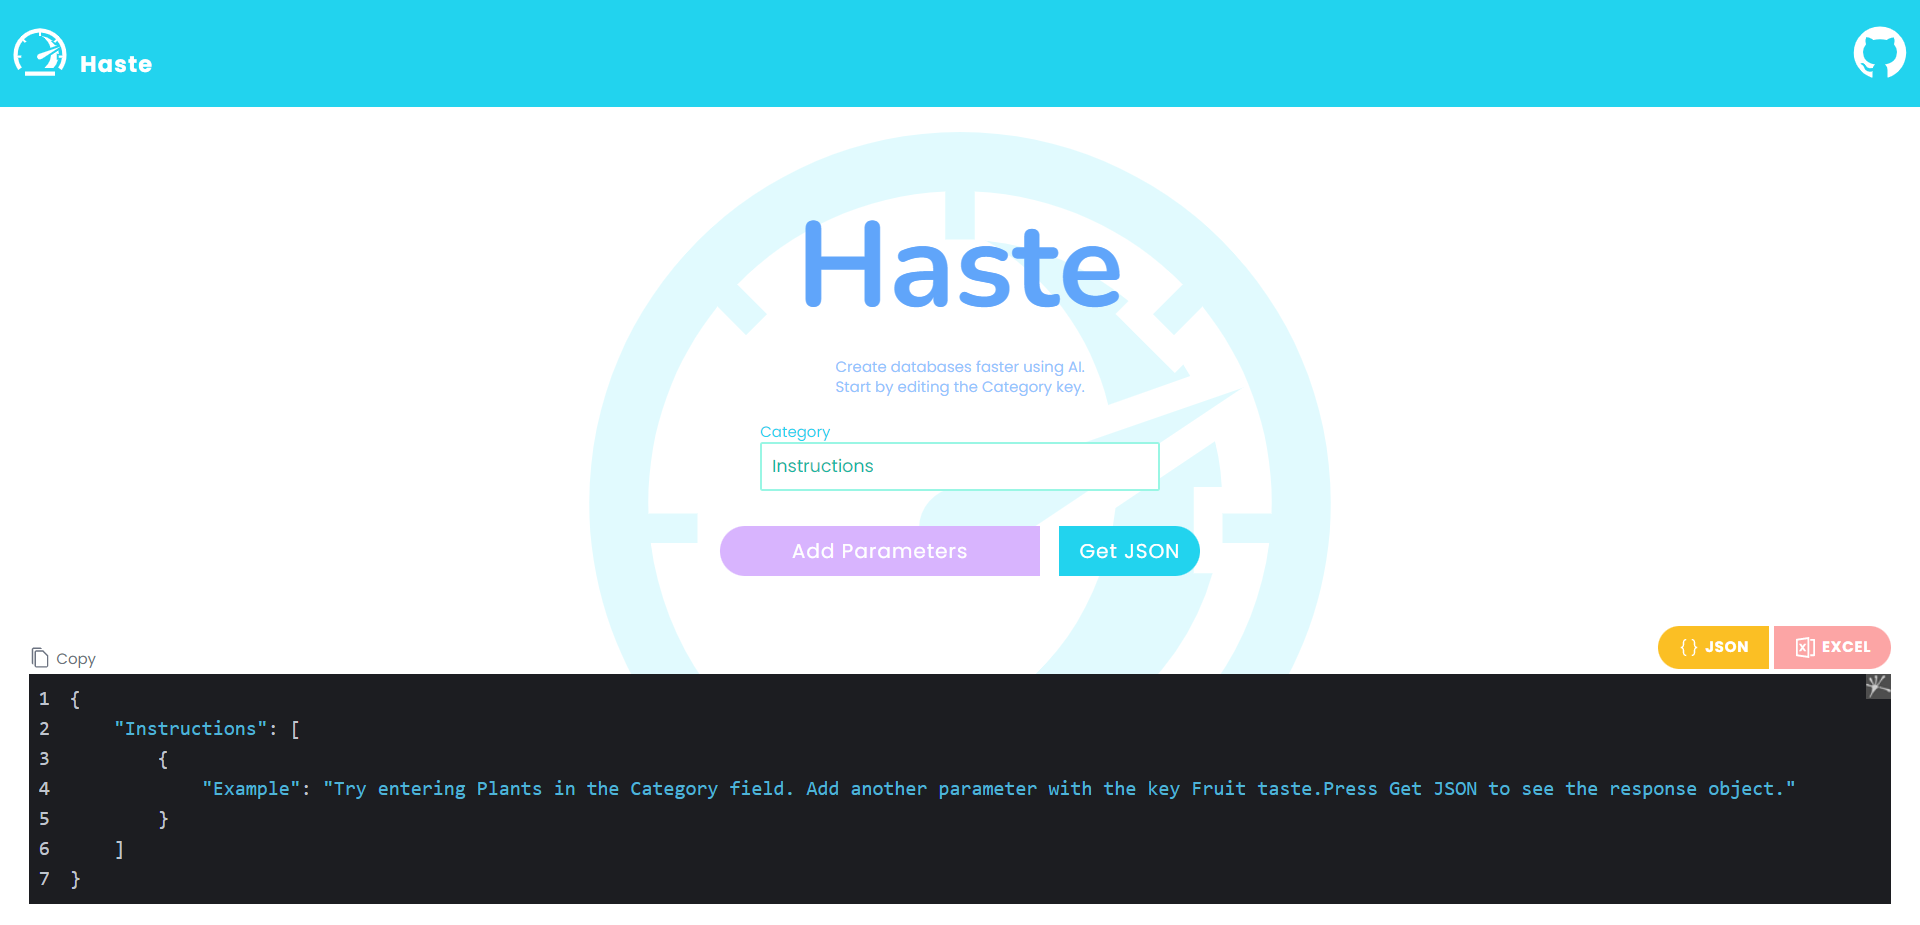 Haste
Haste
Create databases faster using AI.
Start by editing the Category key.
Category
Instructions
Add Parameters
Get JSON
Copy
{ } JSON
X EXCEL
1 {
2 "Instructions": [
3 {
4 "Example": "Try entering Plants in the Category field. Add another parameter with the key Fruit taste.Press Get JSON to see the response object."
5 }
6 ]
7 }